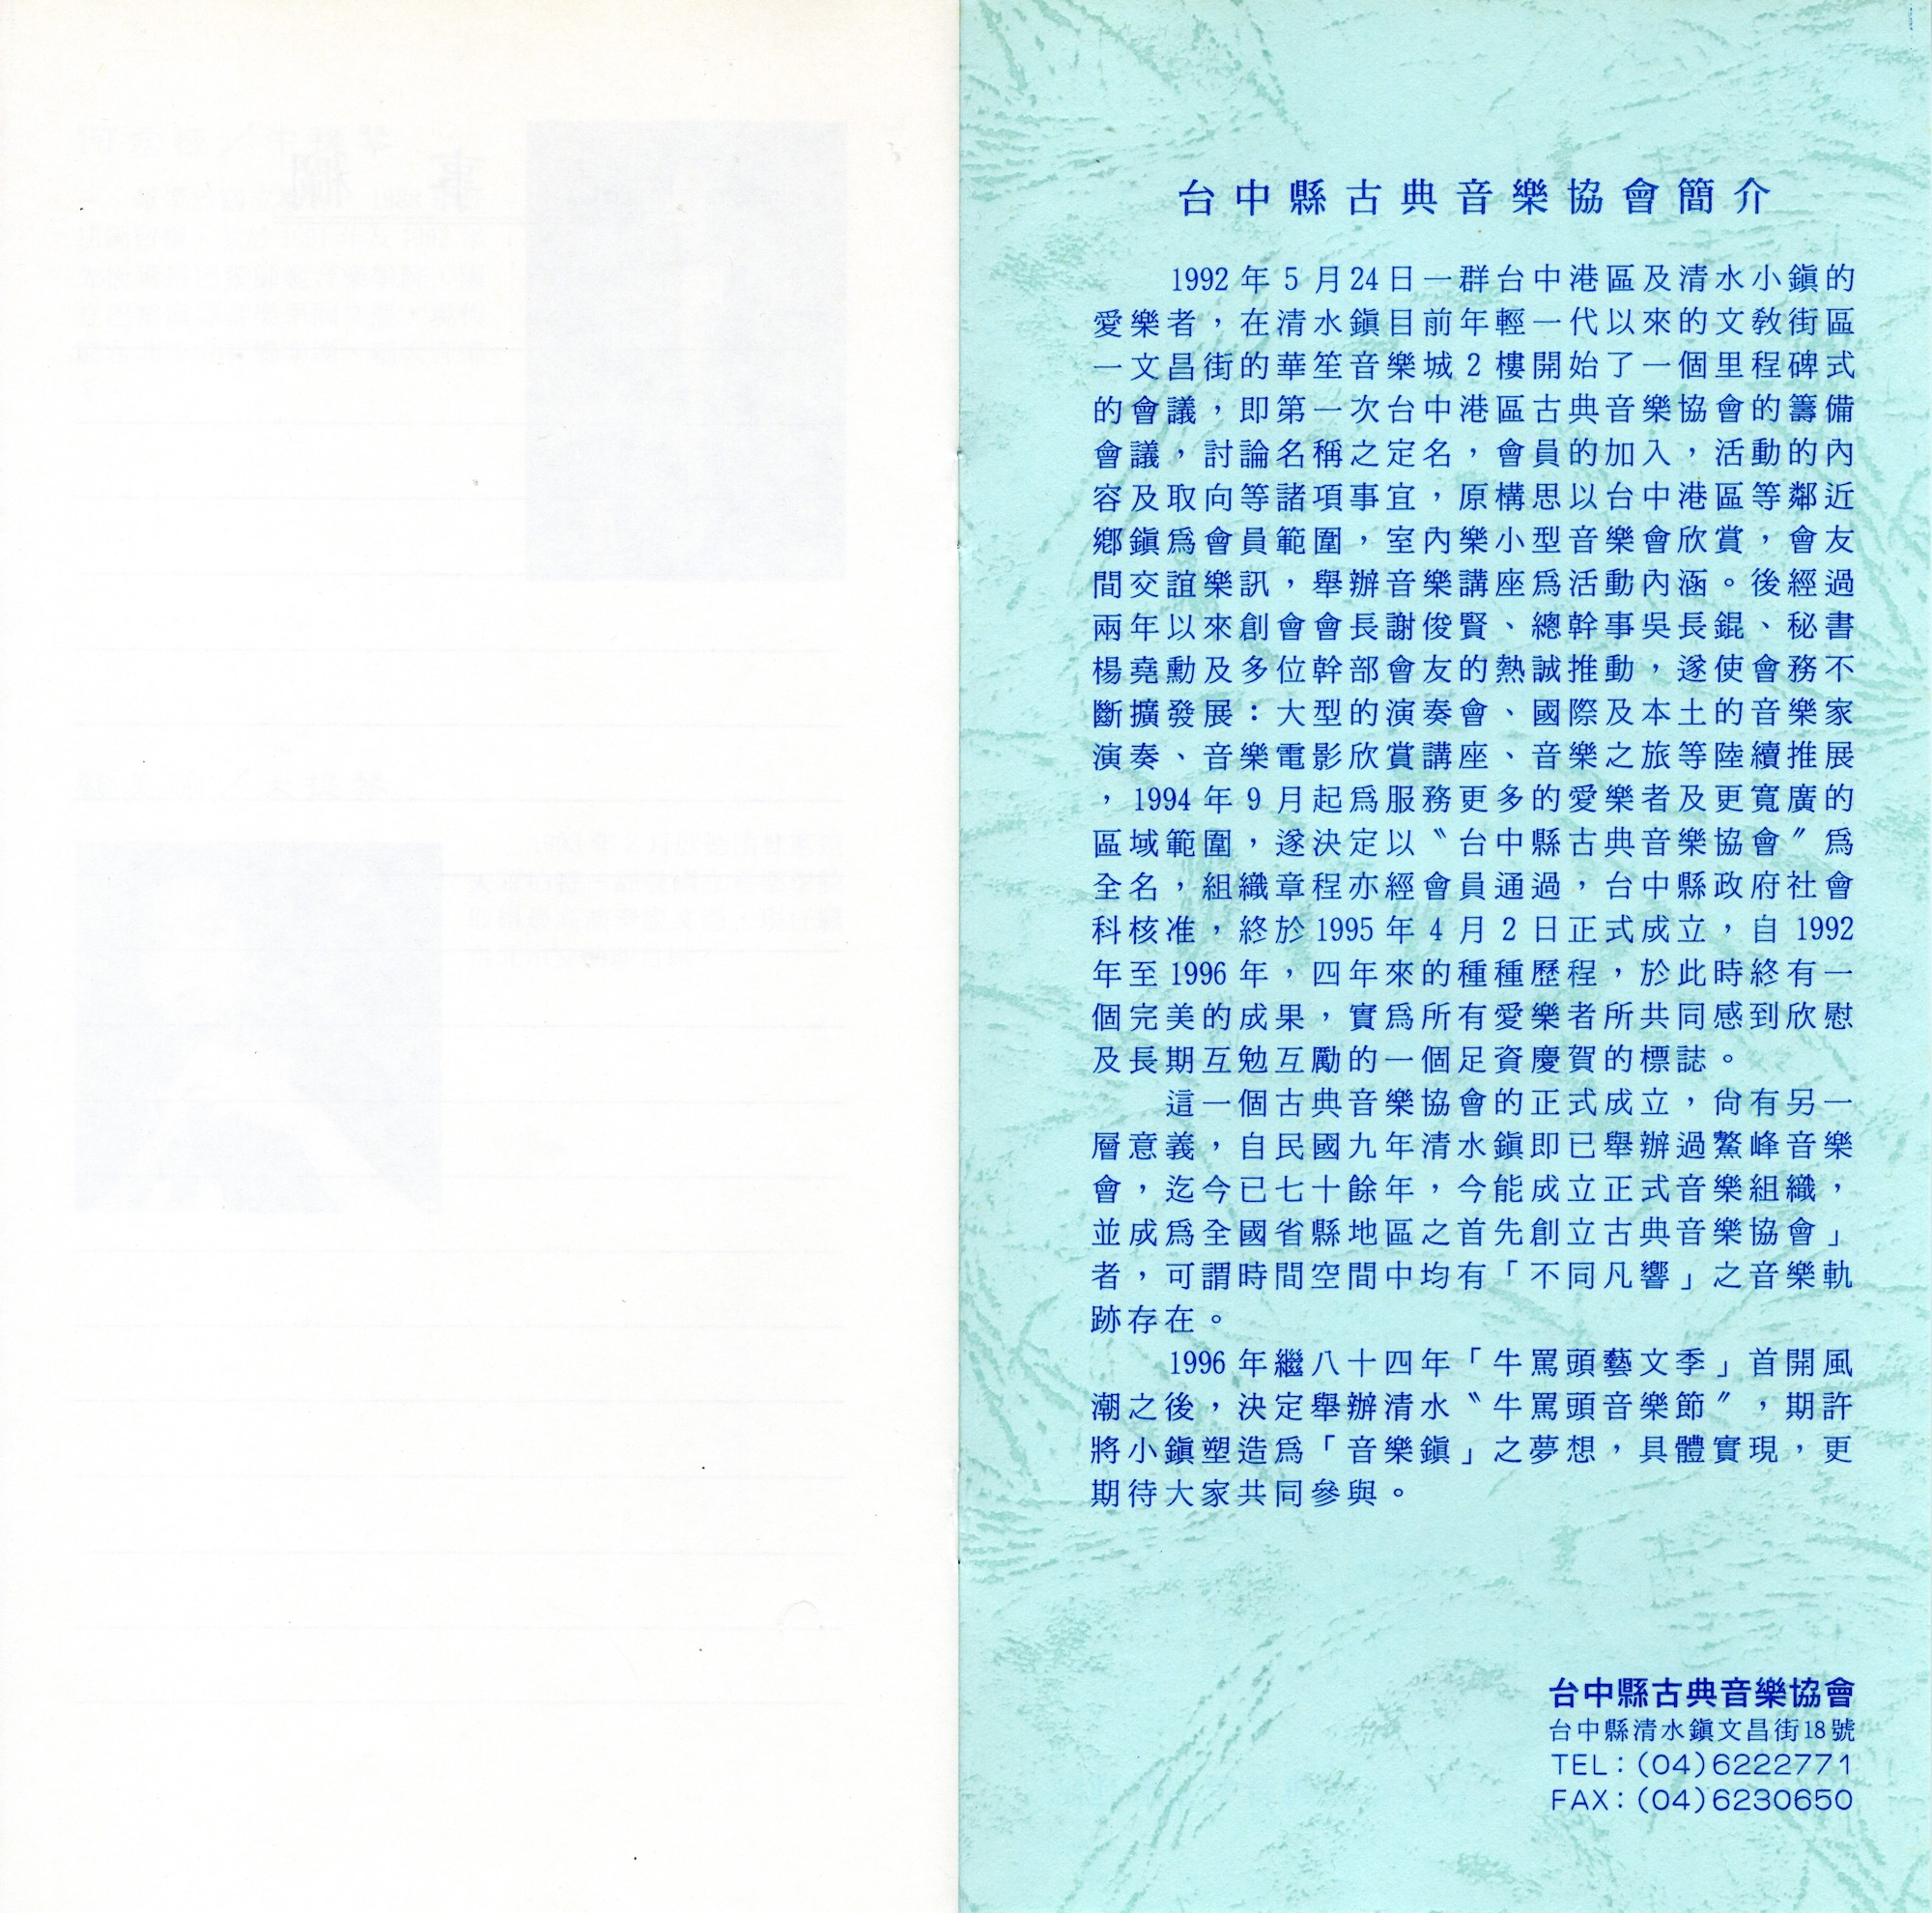 台中縣古典音樂協會簡介
1992年5月24日一群台中港區及清水小鎮的
愛樂者，在清水鎮目前年輕一代以來的文教街區
一文昌街的華笙音樂城2樓開始了一個里程碑式
的會議，即第一次台中港區古典音樂協會的籌備
會議，討論名稱之定名，會員的加入，活動的內
容及取向等諸項事宜，原構思以台中港區等鄰近
鄉鎮爲會員範圍，室內樂小型音樂會欣賞，會友
間交誼樂訊，舉辦音樂講座爲活動內涵。後經過
兩年以來創會會長謝俊賢、總幹事吳長錕、秘書
楊堯勳及多位幹部會友的熱誠推動，遂使會務不
斷擴發展：大型的演奏會、國際及本土的音樂家
演奏、音樂電影欣賞講座、音樂之旅等陸續推展
，1994年9月起爲服務更多的愛樂者及更寬廣的
區域範圍，遂決定以〝台中縣古典音樂協會〞爲
全名，組織章程亦經會員通過，台中縣政府社會
科核准，終於1995年4月2日正式成立，自1992
年至1996年，四年來的種種歷程，於此時終有一
個完美的成果，實爲所有愛樂者所共同感到欣慰
及長期互勉互勵的一個足資慶賀的標誌。
這一個古典音樂協會的正式成立，尙有另一
層意義，自民國九年清水鎮即已舉辦過鰲峰音樂
會，迄今已七十餘年，今能成立正式音樂組織，
並成爲全國省縣地區之首先創立古典音樂協會」
者，可謂時間空間中均有「不同凡響」之音樂軌
跡存在。
1996年繼八十四年「牛罵頭藝文季」首開風
潮之後，決定舉辦清水〝牛罵頭音樂節〞，期許
將小鎮塑造爲「音樂鎮」之夢想，具體實現，更
期待大家共同參與。
台中縣古典音樂協會
台中縣清水鎮文昌街18號
TEL：(04)6222771
FAX：(04)6230650